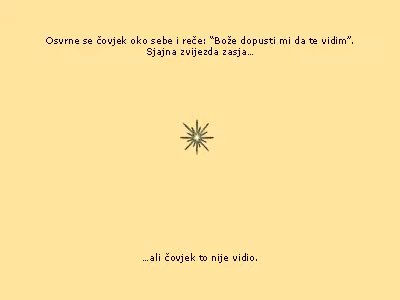 Osvrne se čovjek oko sebe i reče: “Bože dopusti mi da te vidim”.
Sjajna zvijezda zasja...
...ali čovjek to nije vidio.